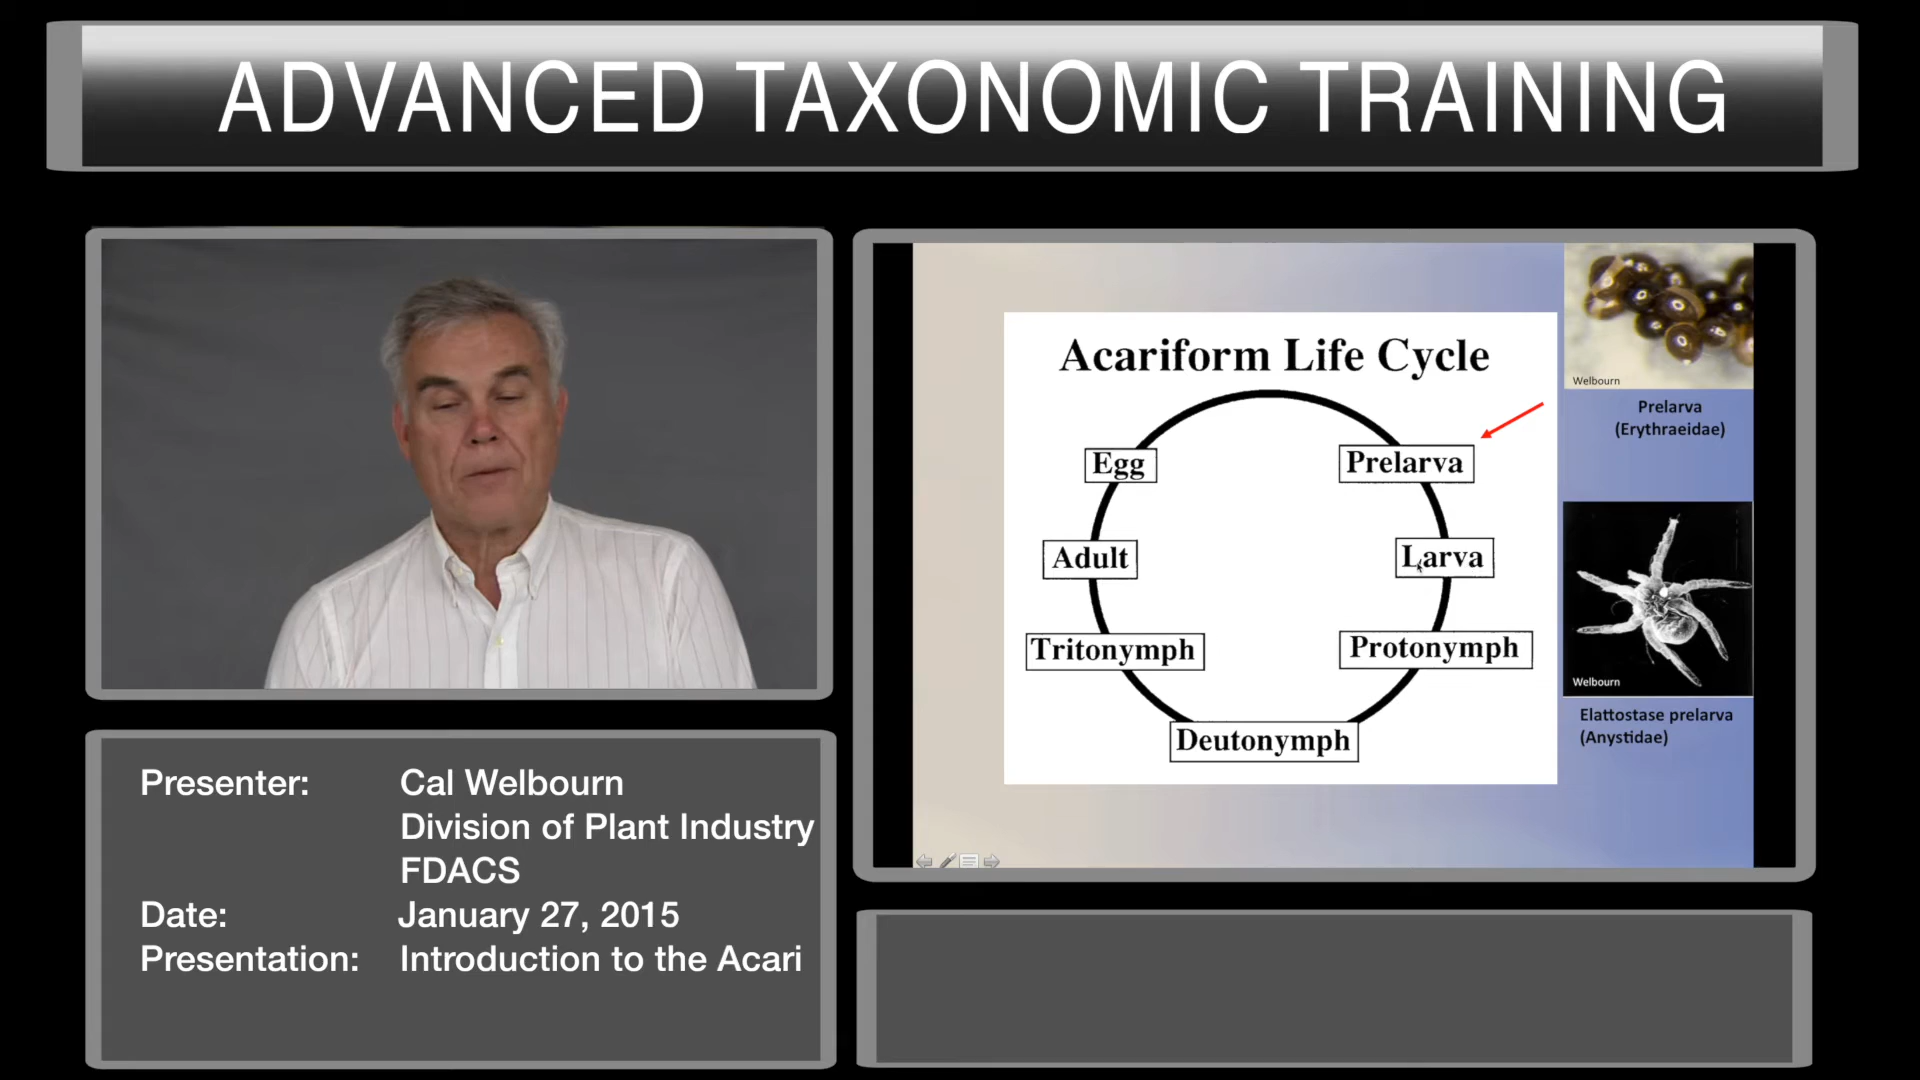 ADVANCED TAXONOMIC TRAINING
Acariform Life Cycle
Egg
Prelarva
Adult
Larva
Tritonymph
Protonymph
Deutonymph
Welbourn
Prelarva
(Erythraeidae)
Welbourn
Elattostase prelarva
(Anystidae)
Presenter: Cal Welbourn
Division of Plant Industry
FDACS
Date: January 27, 2015
Presentation: Introduction to the Acari